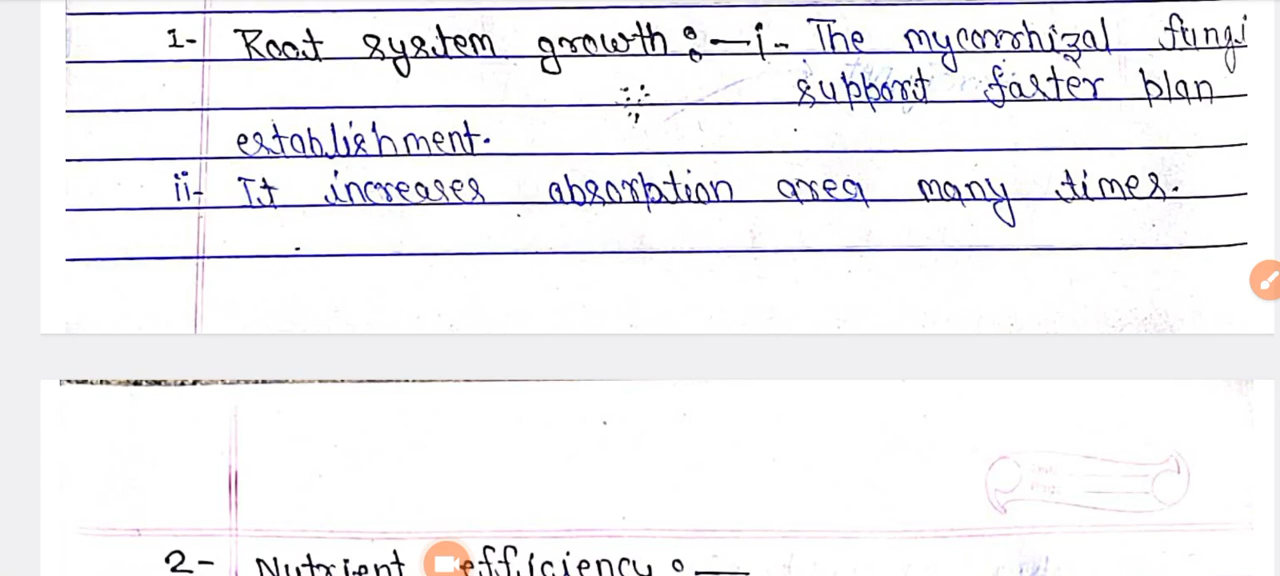 1- Root system growth :— i- The mycorrhizal fungi
support faster plan
establishment.
ii- It increases absorption area many times.
2- Nutrient efficiency :—